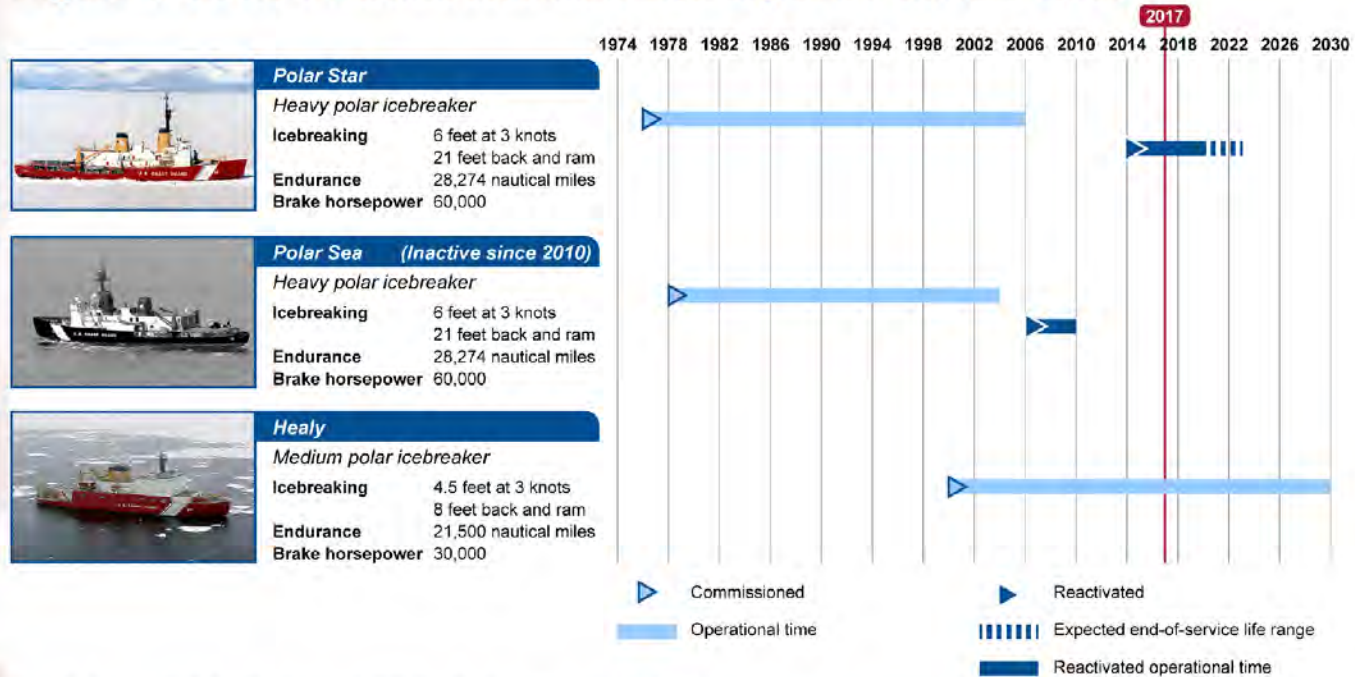 2017
1974 1978 1982 1986 1990 1994 1998 2002 2006 2010 2014 2018 2022 2026 2030
Polar Star
Heavy polar icebreaker
Icebreaking 6 feet at 3 knots
21 feet back and ram
Endurance 28,274 nautical miles
Brake horsepower 60,000
Polar Sea (Inactive since 2010)
Heavy polar icebreaker
Icebreaking 6 feet at 3 knots
21 feet back and ram
Endurance 28,274 nautical miles
Brake horsepower 60,000
Healy
Medium polar icebreaker
Icebreaking 4.5 feet at 3 knots
8 feet back and ram
Endurance 21,500 nautical miles
Brake horsepower 30,000
Commissioned
Operational time
Reactivated
Expected end-of-service life range
Reactivated operational time
U.S. COAST GUARD
U.S. COAST GUARD